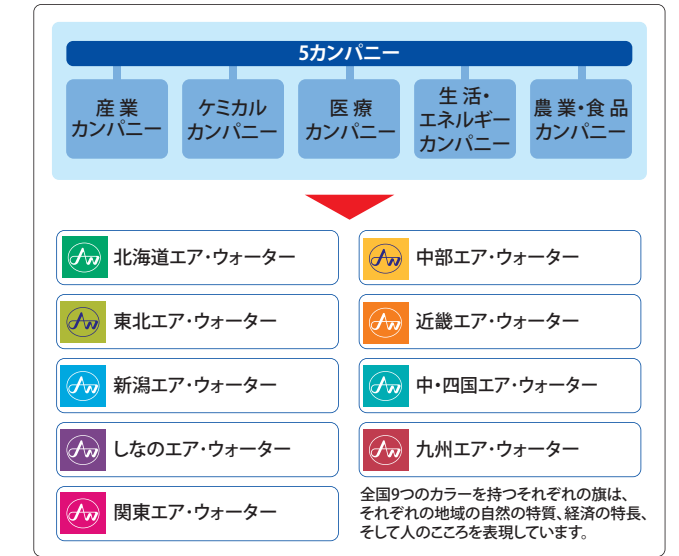 5カンパニー
産業
カンパニー
ケミカル
カンパニー
医療
カンパニー
生活・
エネルギー
カンパニー
農業・食品
カンパニー
北海道エア・ウォーター
東北エア・ウォーター
新潟エア・ウォーター
しなのエア・ウォーター
関東エア・ウォーター
中部エア・ウォーター
近畿エア・ウォーター
中・四国エア・ウォーター
九州エア・ウォーター
全国9つのカラーを持つそれぞれの旗は、
それぞれの地域の自然の特質、経済の特長、
そして人のこころを表現しています。